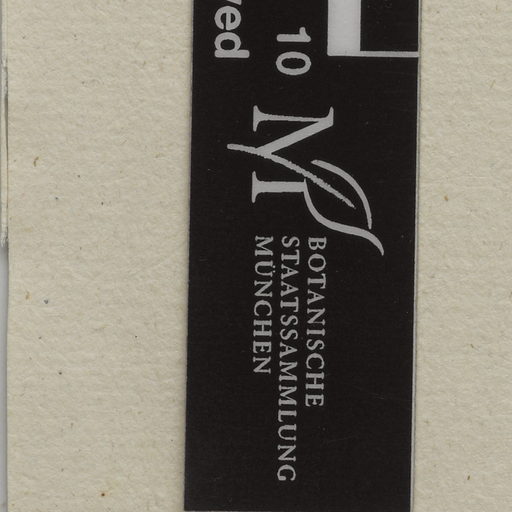 10
ved
M
BOTANISCHE
STAATSSAMMLUNG
MÜNCHEN